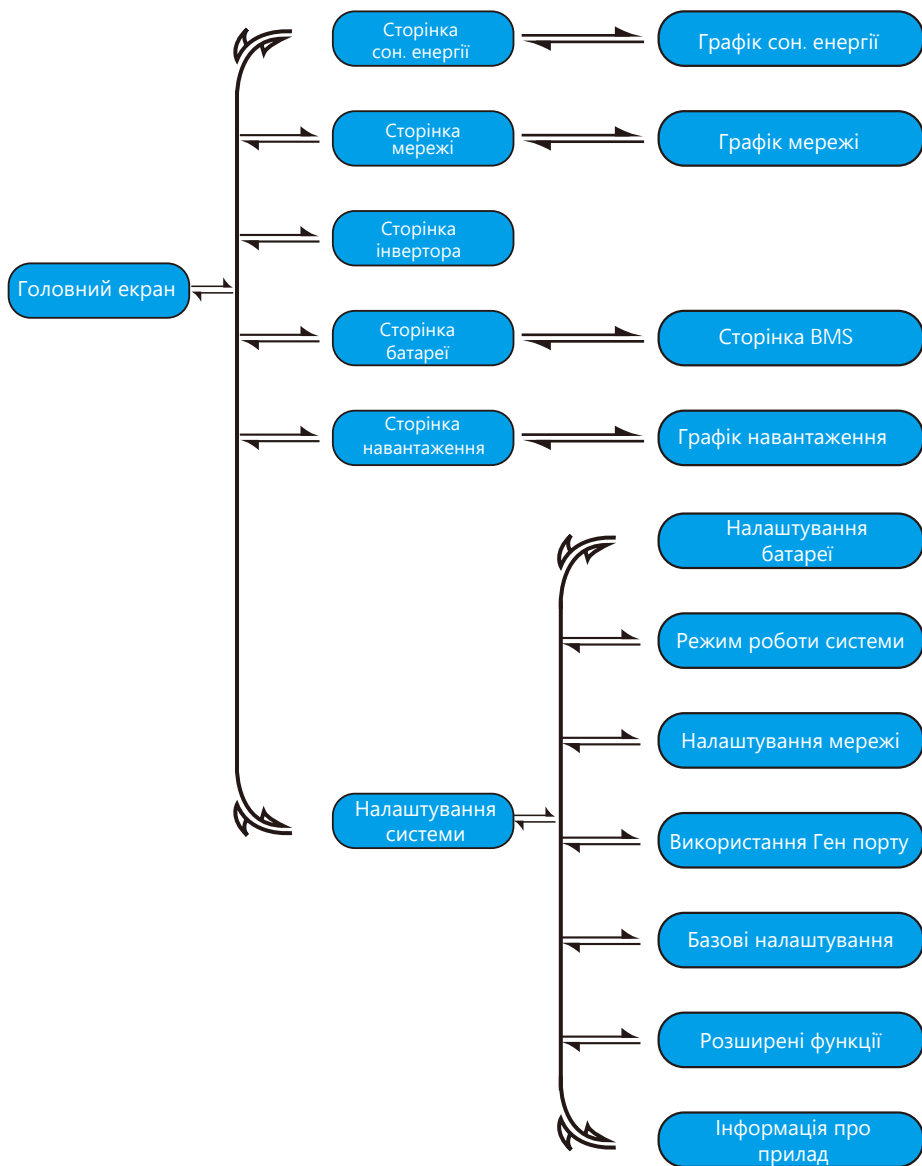 Сторінка
сон. енергії
Графік сон. енергії
Сторінка
мережі
Графік мережі
Сторінка
інвертора
Головний екран
Сторінка
батареї
Сторінка BMS
Сторінка
навантаження
Графік навантаження
Налаштування
батареї
Режим роботи системи
Налаштування мережі
Налаштування
системи
Використання Ген порту
Базові налаштування
Розширені функції
Інформація про
прилад